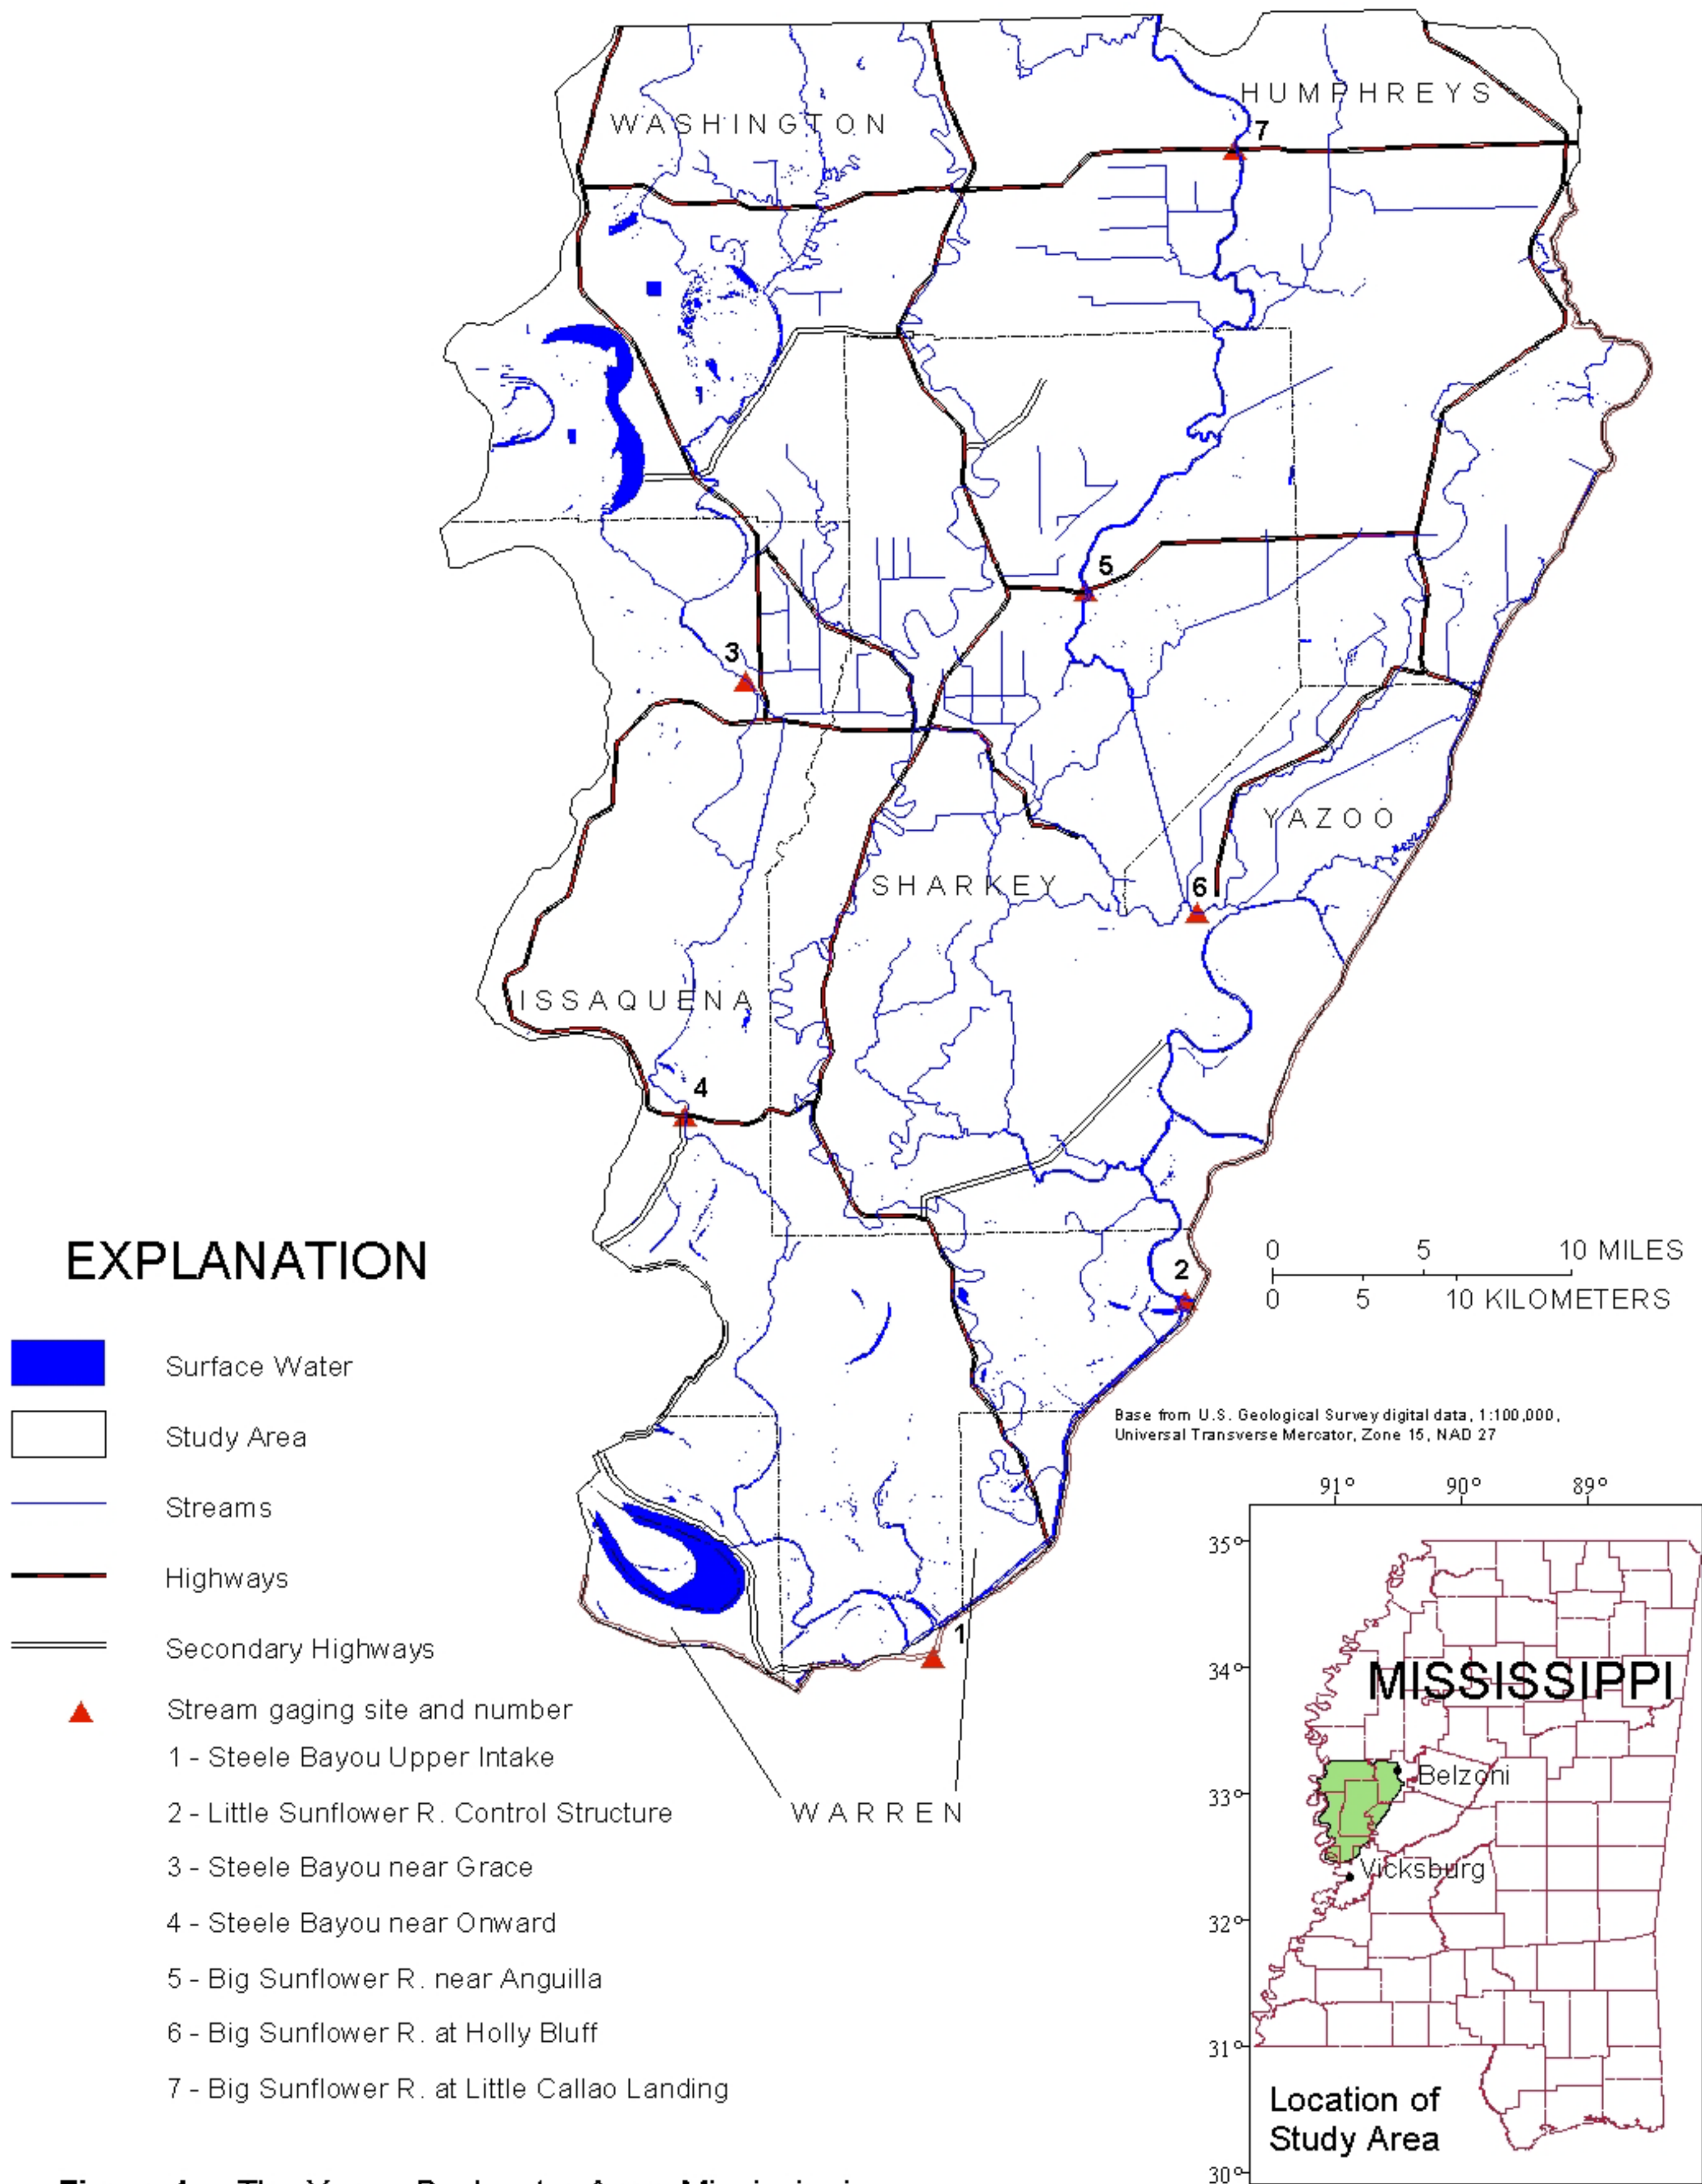 WASHINGTON
HUMPHREYS
7
5
3
YAZOO
SHARKEY
6
ISSAQUENA
4
2
1
WARREN
0 5 10 MILES
0 5 10 KILOMETERS
Base from U.S. Geological Survey digital data, 1:100,000,
Universal Transverse Mercator, Zone 15, NAD 27
EXPLANATION
Surface Water
Study Area
Streams
Highways
Secondary Highways
Stream gaging site and number
1 - Steele Bayou Upper Intake
2 - Little Sunflower R. Control Structure
3 - Steele Bayou near Grace
4 - Steele Bayou near Onward
5 - Big Sunflower R. near Anguilla
6 - Big Sunflower R. at Holly Bluff
7 - Big Sunflower R. at Little Callao Landing
91° 90° 89°
35°
34°
33°
32°
31°
30°
MISSISSIPPI
Belzoni
Vicksburg
Location of
Study Area